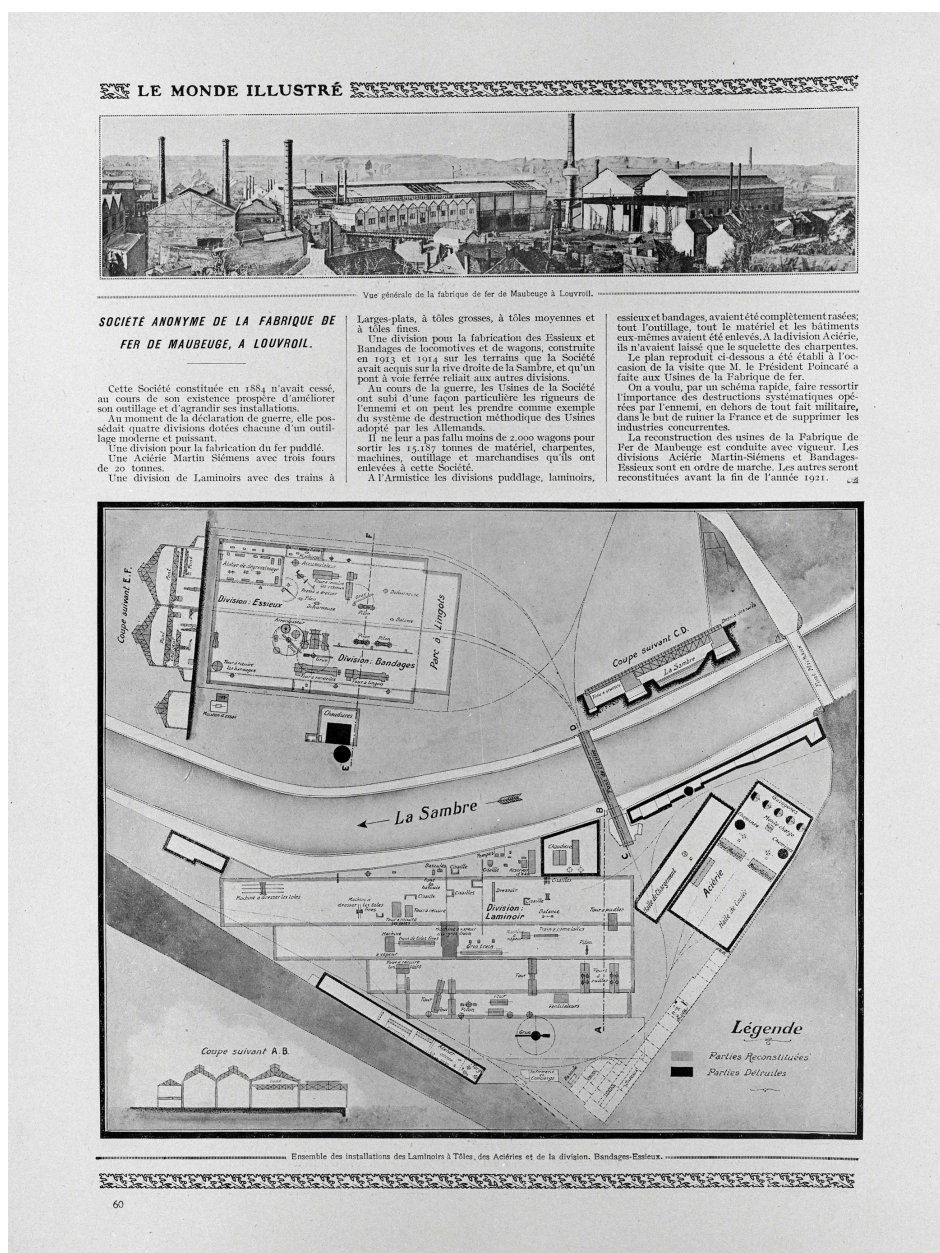 LE MONDE ILLUSTRÉ
Vue générale de la fabrique de fer de Maubeuge à Louvroil.
SOCIÉTÉ ANONYME DE LA FABRIQUE DE
FER DE MAUBEUGE, A LOUVROIL.
Cette Société constituée en 1884 n'avait cessé,
au cours de son existence prospère d'améliorer
son outillage et d'agrandir ses installations.
Au moment de la déclaration de guerre, elle pos-
sédait quatre divisions dotées chacune d'un outil-
lage moderne et puissant.
Une division pour la fabrication du fer puddlé.
Une Aciérie Martin Siémens avec trois fours
de 20 tonnes.
Une division de Laminoirs avec des trains à
Larges-plats, à tôles grosses, à tôles moyennes et
à tôles fines.
Une division pour la fabrication des Essieux et
Bandages de locomotives et de wagons, construite
en 1913 et 1914 sur les terrains que la Société
avait acquis sur la rive droite de la Sambre, et qu'un
pont à voie ferrée reliait aux autres divisions.
Au cours de la guerre, les Usines de la Société
ont subi d'une façon particulière les rigueurs de
l'ennemi et on peut les prendre comme exemple
du système de destruction méthodique des Usines
adopté par les Allemands.
Il ne leur a pas fallu moins de 2.000 wagons pour
sortir les 15.187 tonnes de matériel, charpentes,
machines, outillage et marchandises qu'ils ont
enlevées à cette Société.
A l'Armistice les divisions puddlage, laminoirs,
essieux et bandages, avaient été complètement rasées;
tout l'outillage, tout le matériel et les bâtiments
eux-mêmes avaient été enlevés. A la division Aciérie,
ils n'avaient laissé que le squelette des charpentes.
Le plan reproduit ci-dessous a été établi à l'oc-
casion de la visite que M. le Président Poincaré a
faite aux Usines de la Fabrique de fer.
On a voulu, par un schéma rapide, faire ressortir
l'importance des destructions systématiques opé-
rées par l'ennemi, en dehors de tout fait militaire,
dans le but de ruiner la France et de supprimer les
industries concurrentes.
La reconstruction des usines de la Fabrique de
Fer de Maubeuge est conduite avec vigueur. Les
divisions Aciérie Martin-Siémens et Bandages-
Essieux sont en ordre de marche. Les autres seront
reconstituées avant la fin de l'année 1921.
Coupe suivant E.F.
F
Accumulateur
Division: Essieux
Pilon
Division: Bandages
Parc à Lingots
Chaudières
E
Coupe suivant C.D.
La Sambre
D
C
La Sambre
B
Chaudières
Aciérie
Halle de Coulée
Halle de Chargement
Machine à dresser les tôles
Bascules
Cisaille
Cisailles
Dressoir
Division:
Laminoir
Balance
Gros train
Pilon
Four
Ventilateurs
Grue
A
Coupe suivant A.B.
Légende
Parties Reconstituées
Parties Détruites
Ensemble des installations des Laminoirs à Tôles, des Aciéries et de la division. Bandages-Essieux.
60